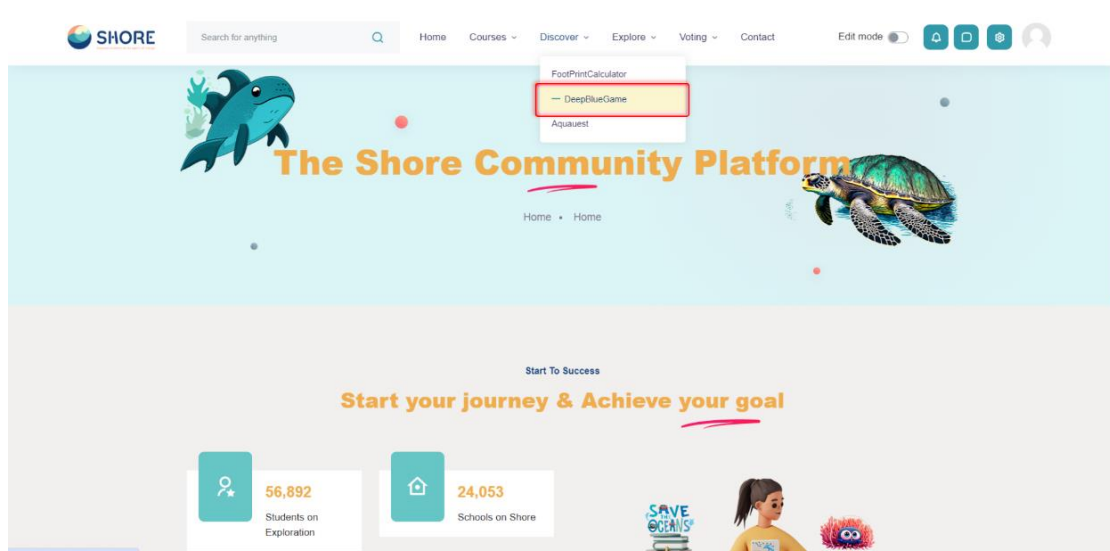 SHORE
Search for anything
Home Courses Discover Explore Voting Contact
Edit mode
FootPrintCalculator
— DeepBlueGame
Aquauest
The Shore Community Platform
Home • Home
Start To Success
Start your journey & Achieve your goal
56,892
Students on
Exploration
24,053
Schools on Shore
SAVE
THE
OCEANS